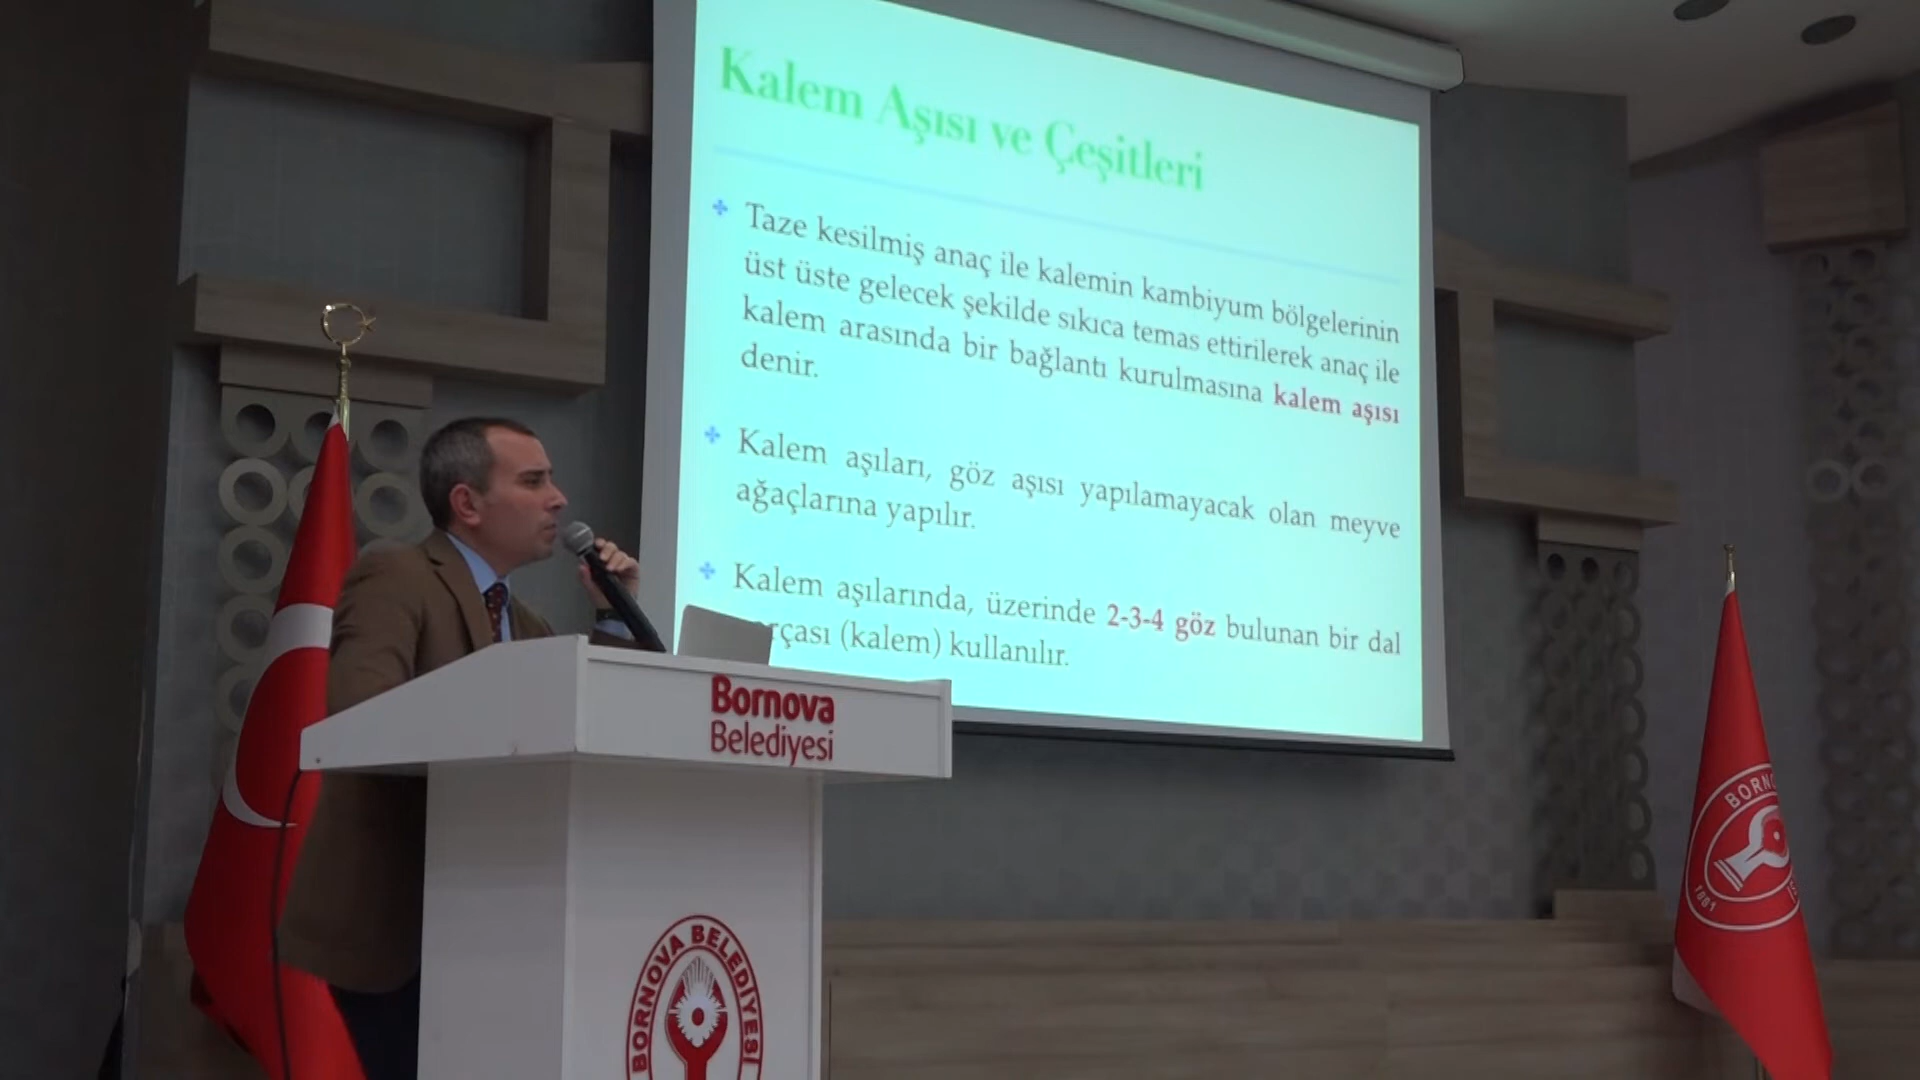 Kalem Aşısı ve Çeşitleri
Taze kesilmiş anaç ile kalemin kambiyum bölgelerinin
üst üste gelecek şekilde sıkıca temas ettirilerek anaç ile
kalem arasında bir bağlantı kurulmasına kalem aşısı
denir.
Kalem aşıları, göz aşısı yapılamayacak olan meyve
ağaçlarına yapılır.
Kalem aşılarında, üzerinde 2-3-4 göz bulunan bir dal
(kalem) kullanılır.
Bornova
Belediyesi
BORNOVA BELEDİYESİ
1881